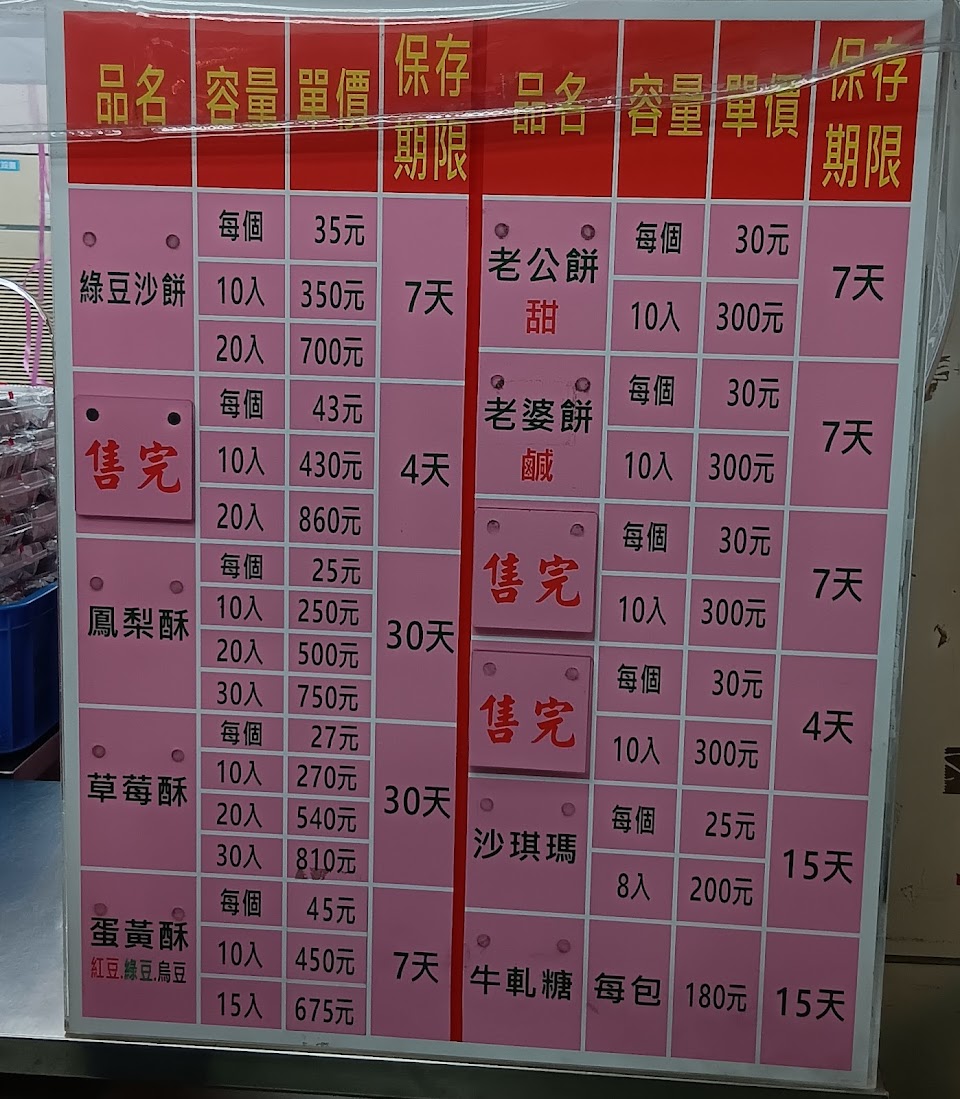 品名 容量 單價 保存期限
綠豆沙餅 每個 35元 7天
10入 350元
20入 700元
售完 每個 43元 4天
10入 430元
20入 860元
鳳梨酥 每個 25元 30天
10入 250元
20入 500元
30入 750元
草莓酥 每個 27元 30天
10入 270元
20入 540元
30入 810元
蛋黃酥 每個 45元 7天
紅豆.綠豆.烏豆 10入 450元
15入 675元
品名 容量 單價 保存期限
老公餅 每個 30元 7天
甜 10入 300元
老婆餅 每個 30元 7天
鹹 10入 300元
售完 每個 30元 7天
10入 300元
售完 每個 30元 4天
10入 300元
沙琪瑪 每個 25元 15天
8入 200元
牛軋糖 每包 180元 15天